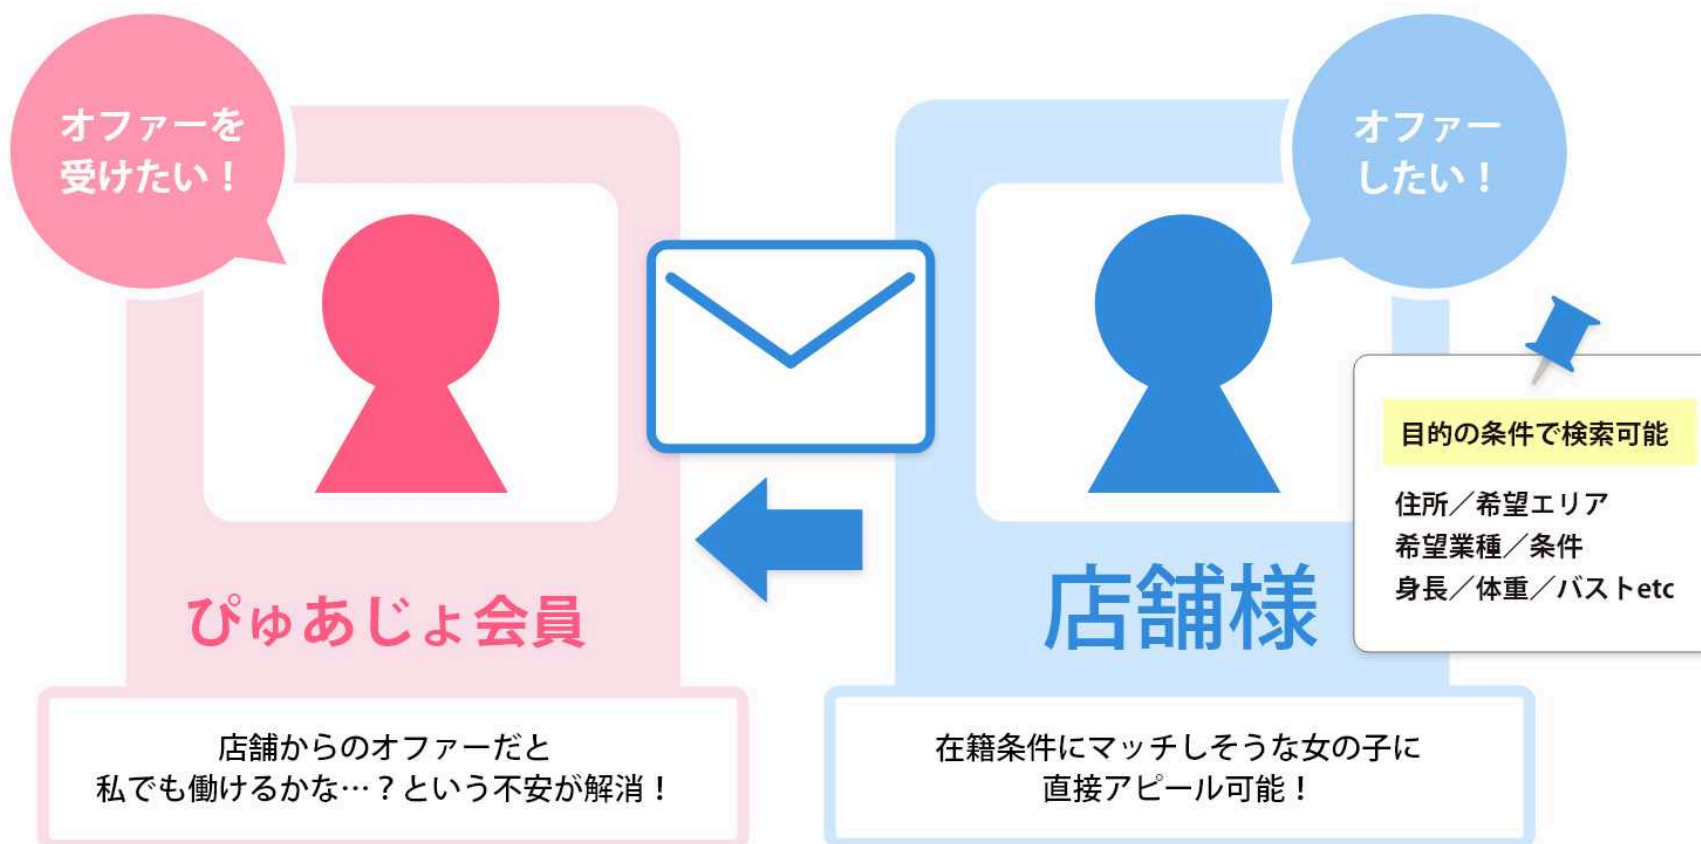 オファーを
受けたい！
オファー
したい！
目的の条件で検索可能
住所／希望エリア
希望業種／条件
身長／体重／バストetc
ぴゅあじょ会員
店舗様
店舗からのオファーだと
私でも働けるかな…？という不安が解消！
在籍条件にマッチしそうな女の子に
直接アピール可能！